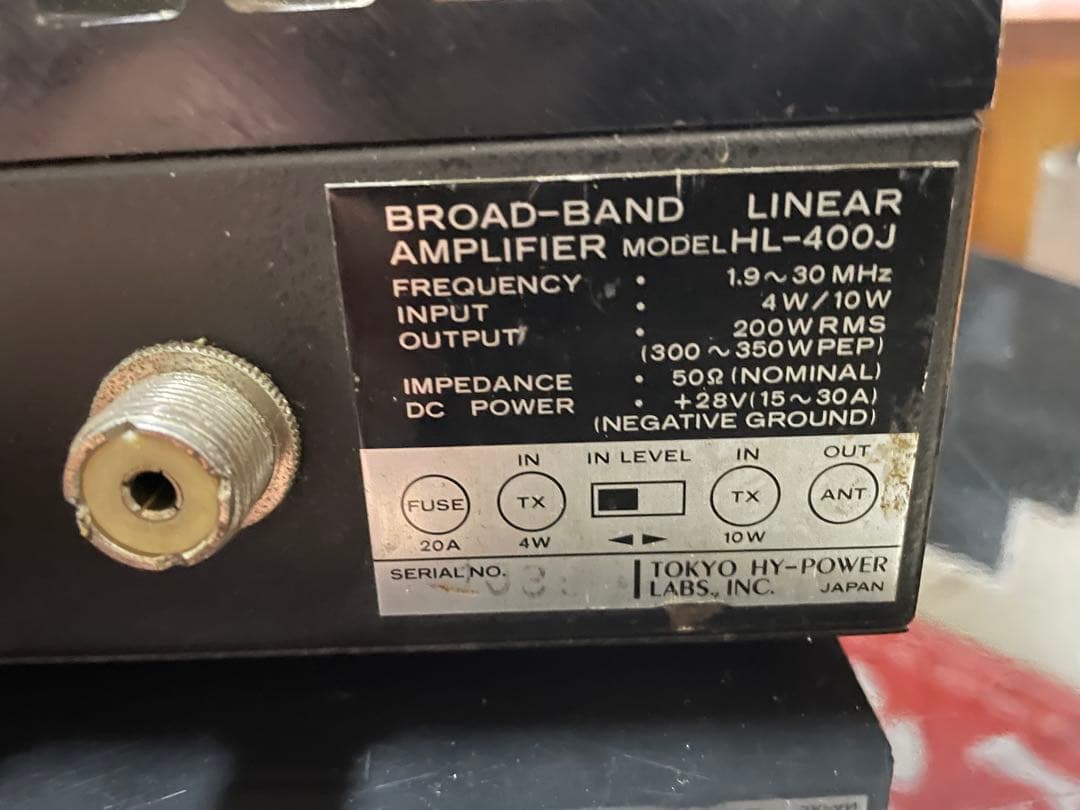 BROAD-BAND LINEAR
AMPLIFIER MODEL HL-400J
FREQUENCY • 1.9~30 MHz
INPUT • 4W/10W
OUTPUT • 200W RMS
(300~350W PEP)
IMPEDANCE • 50Ω (NOMINAL)
DC POWER • +28V (15~30A)
(NEGATIVE GROUND)
IN IN LEVEL IN OUT
FUSE TX TX ANT
20A 4W ◄ ► 10W
SERIAL NO. TOKYO HY-POWER
LABS., INC. JAPAN